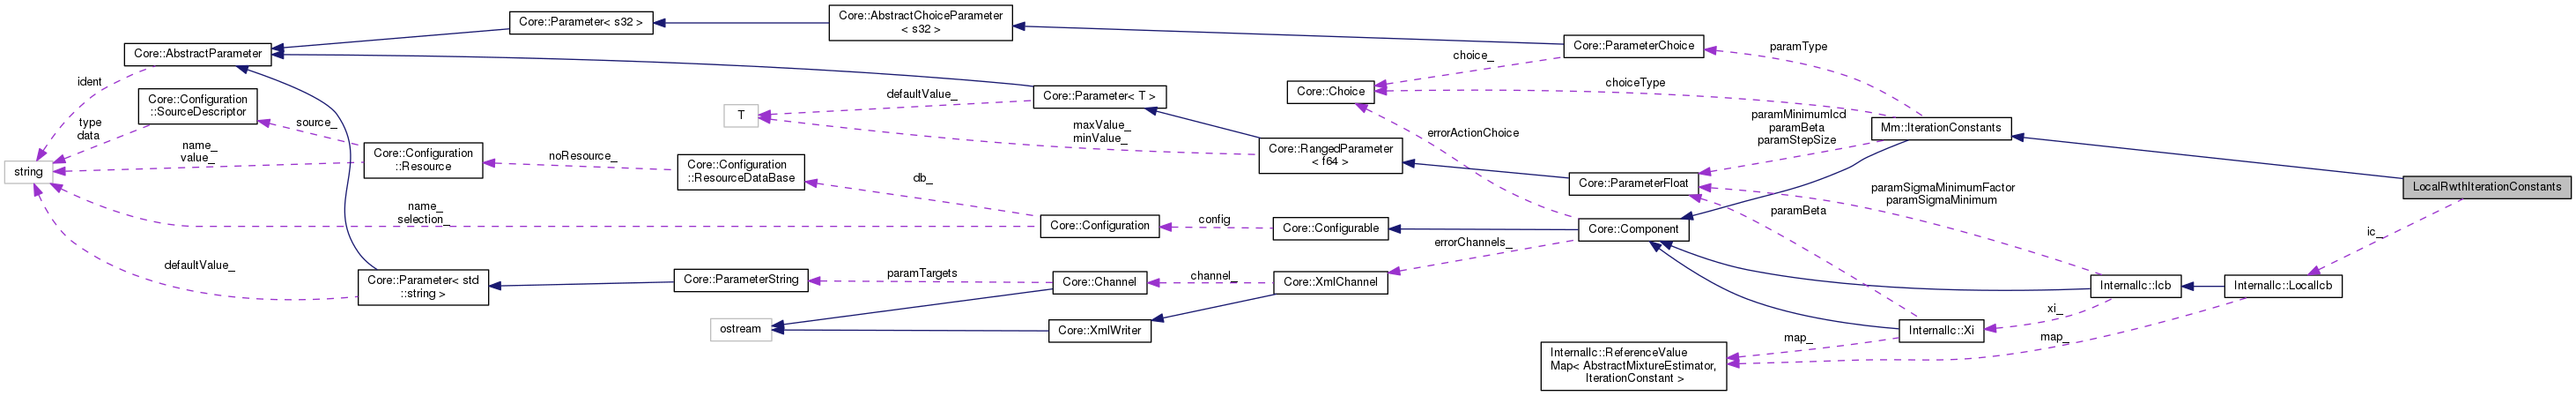 Core::Parameter< s32 >
Core::AbstractChoiceParameter
< s32 >
Core::AbstractParameter
Core::ParameterChoice
paramType
choice_
ident
choiceType
Core::Choice
Core::Configuration
::SourceDescriptor
defaultValue_
Core::Parameter< T >
T
type
data
source_
maxValue_
minValue_
errorActionChoice
paramMinimumIcd
paramBeta
paramStepSize
Mm::IterationConstants
name_
value_
Core::Configuration
::Resource
noResource_
Core::Configuration
::ResourceDataBase
Core::RangedParameter
< f64 >
string
db_
Core::ParameterFloat
paramSigmaMinimumFactor
paramSigmaMinimum
LocalRwthIterationConstants
name_
selection_
config
Core::Configuration
Core::Configurable
Core::Component
paramBeta
ic_
errorChannels_
defaultValue_
Core::Parameter< std
::string >
Core::ParameterString
paramTargets
Core::Channel
channel_
Core::XmlChannel
InternalIc::Icb
InternalIc::LocalIcb
xi_
ostream
Core::XmlWriter
InternalIc::Xi
map_
map_
InternalIc::ReferenceValue
Map< AbstractMixtureEstimator,
IterationConstant >